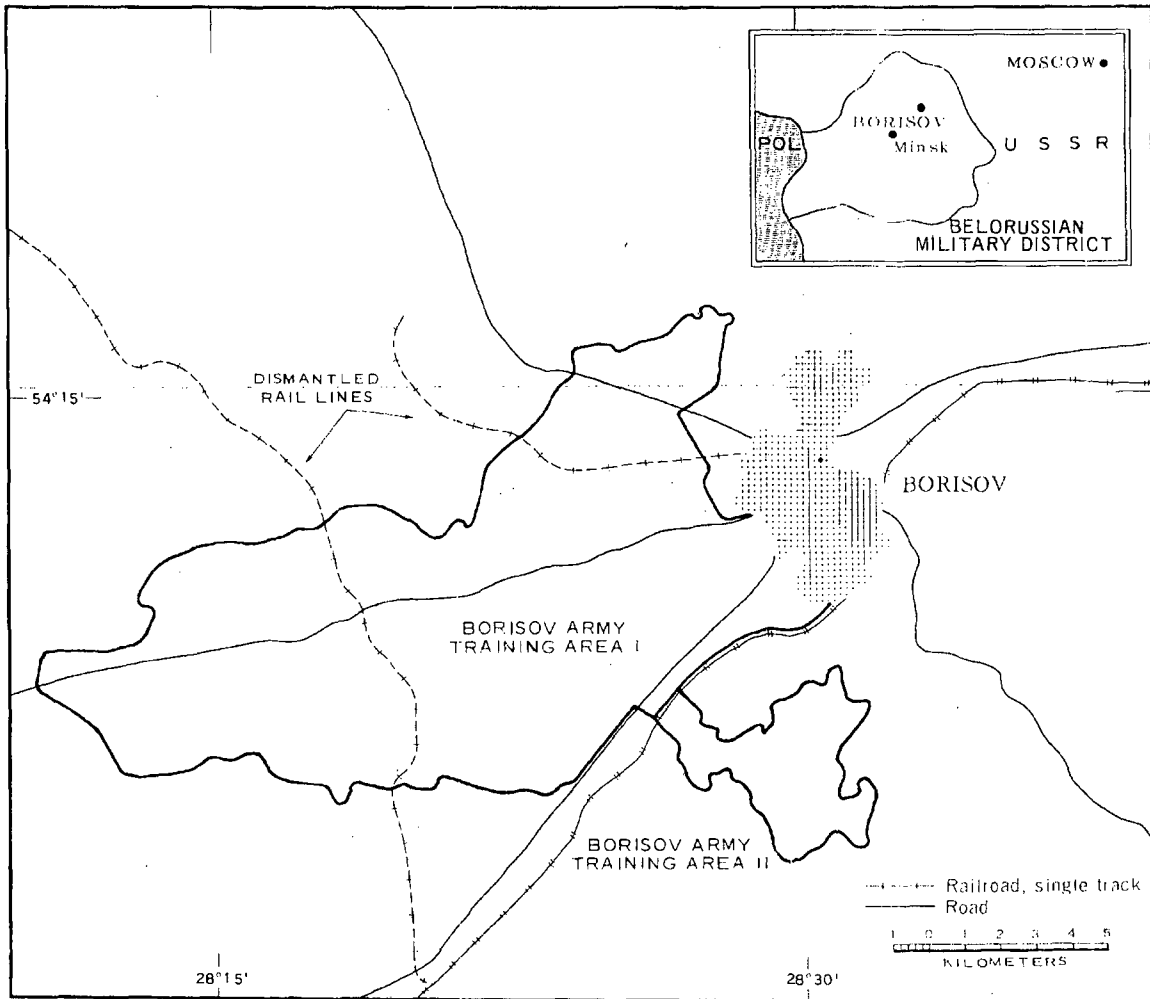 MOSCOW
BORISOV
POL
Minsk
U S S R
BELORUSSIAN
MILITARY DISTRICT
DISMANTLED
RAIL LINES
54°15'
BORISOV
BORISOV ARMY
TRAINING AREA I
BORISOV ARMY
TRAINING AREA II
Railroad, single track
Road
1 0 1 2 3 4 5
KILOMETERS
28°15'
28°30'